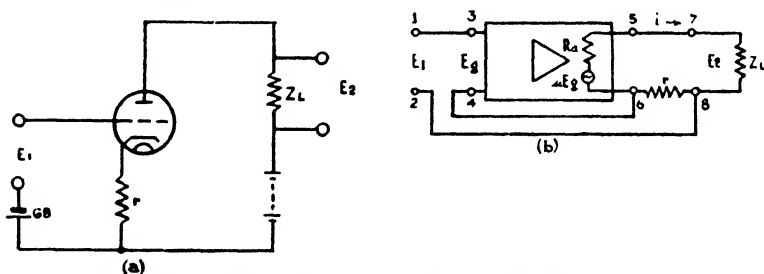 E1
GB
r
ZL
E2
(a)
1
3
5
i →
7
E1
Eg
Ra
μEg
E2
ZL
2
4
6
r
8
(b)